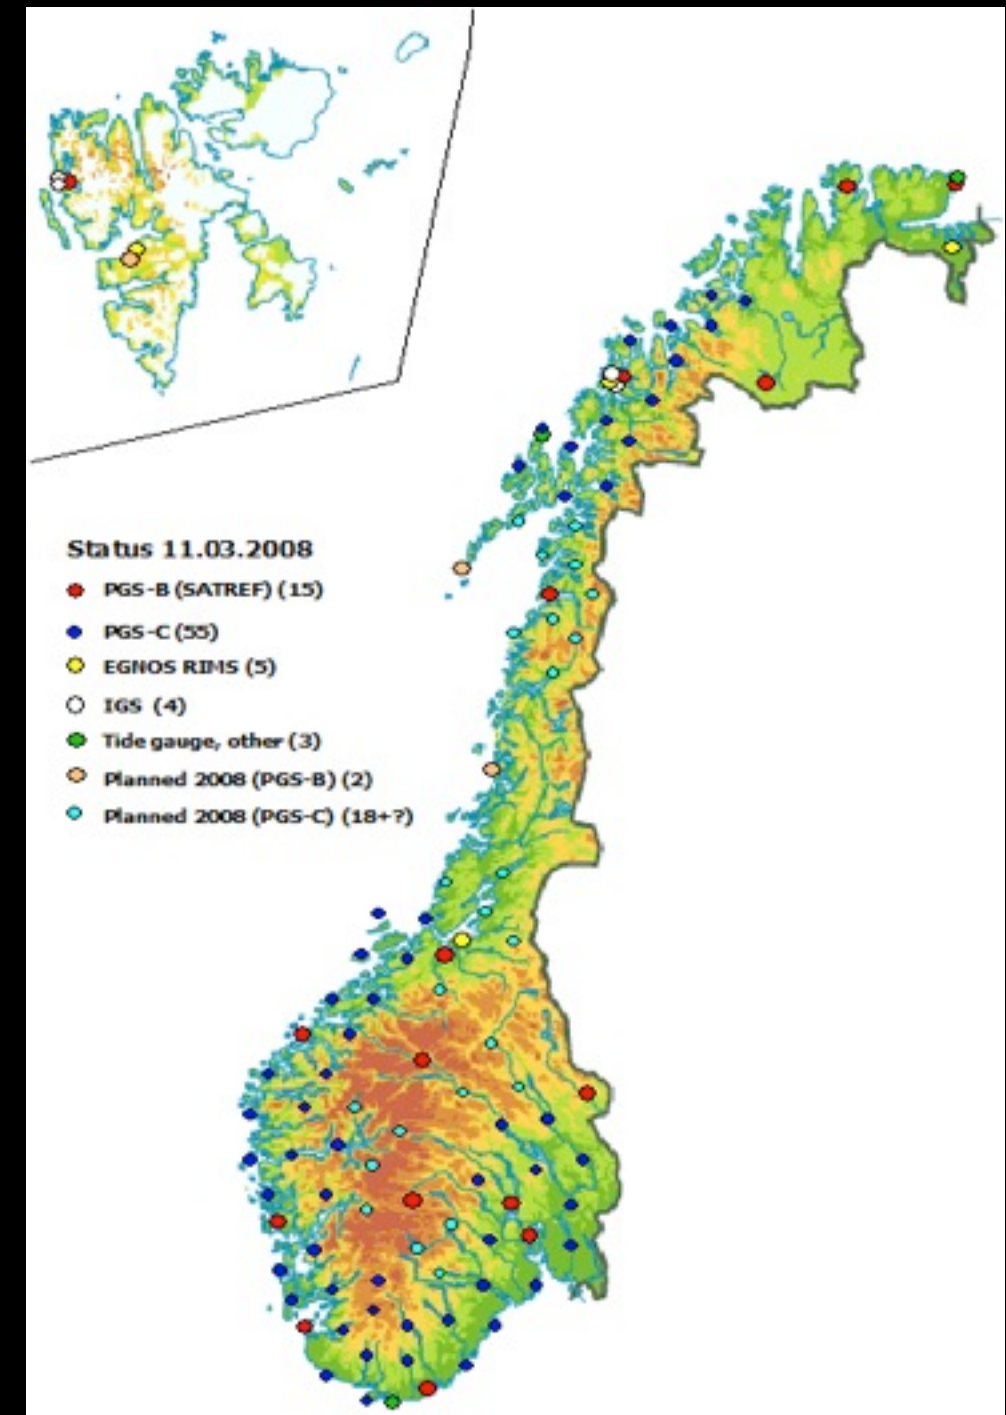 Status 11.03.2008
PGS-B (SATREF) (15)
PGS-C (55)
EGNOS RIMS (5)
IGS (4)
Tide gauge, other (3)
Planned 2008 (PGS-B) (2)
Planned 2008 (PGS-C) (18+?)